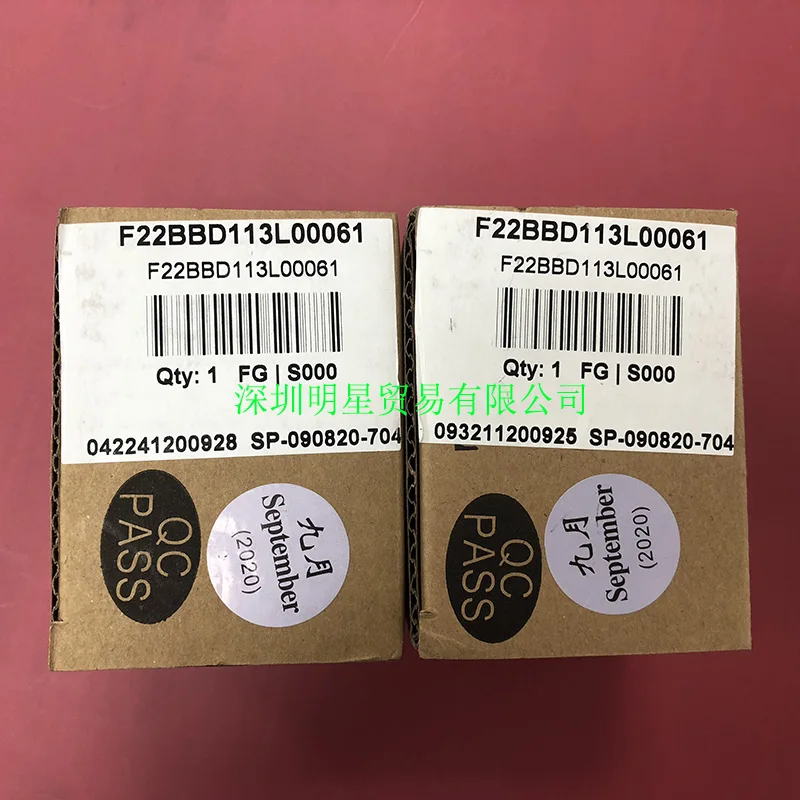 F22BBD113L00061
F22BBD113L00061
Qty: 1 FG | S000
042241200928 SP-090820-704
QC
PASS
九月
September
(2020)
F22BBD113L00061
F22BBD113L00061
Qty: 1 FG | S000
093211200925 SP-090820-704
QC
PASS
九月
September
(2020)
深圳明星贸易有限公司